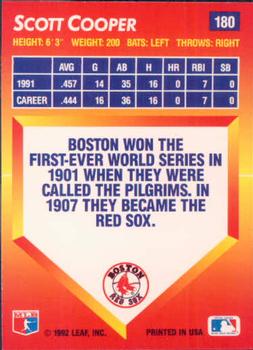 SCOTT COOPER 180
HEIGHT: 6'3" WEIGHT: 200 BATS: LEFT THROWS: RIGHT
AVG G AB H HR RBI SB
1991 .457 14 35 16 0 7 0
CAREER .444 16 36 16 0 7 0
BOSTON WON THE
FIRST-EVER WORLD SERIES IN
1901 WHEN THEY WERE
CALLED THE PILGRIMS. IN
1907 THEY BECAME THE
RED SOX.
BOSTON
RED SOX
MLB
© 1992 LEAF, INC. PRINTED IN USA